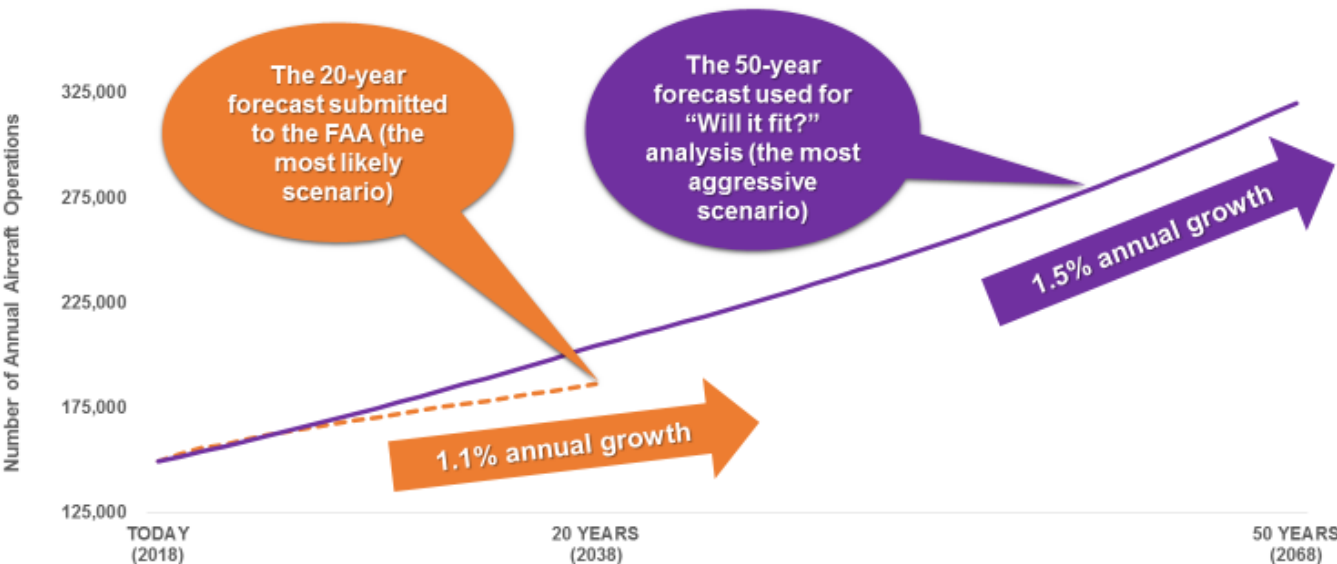 Number of Annual Aircraft Operations
325,000
275,000
225,000
175,000
125,000
The 20-year
forecast submitted
to the FAA (the
most likely
scenario)
The 50-year
forecast used for
“Will it fit?”
analysis (the most
aggressive
scenario)
1.5% annual growth
1.1% annual growth
TODAY
(2018)
20 YEARS
(2038)
50 YEARS
(2068)